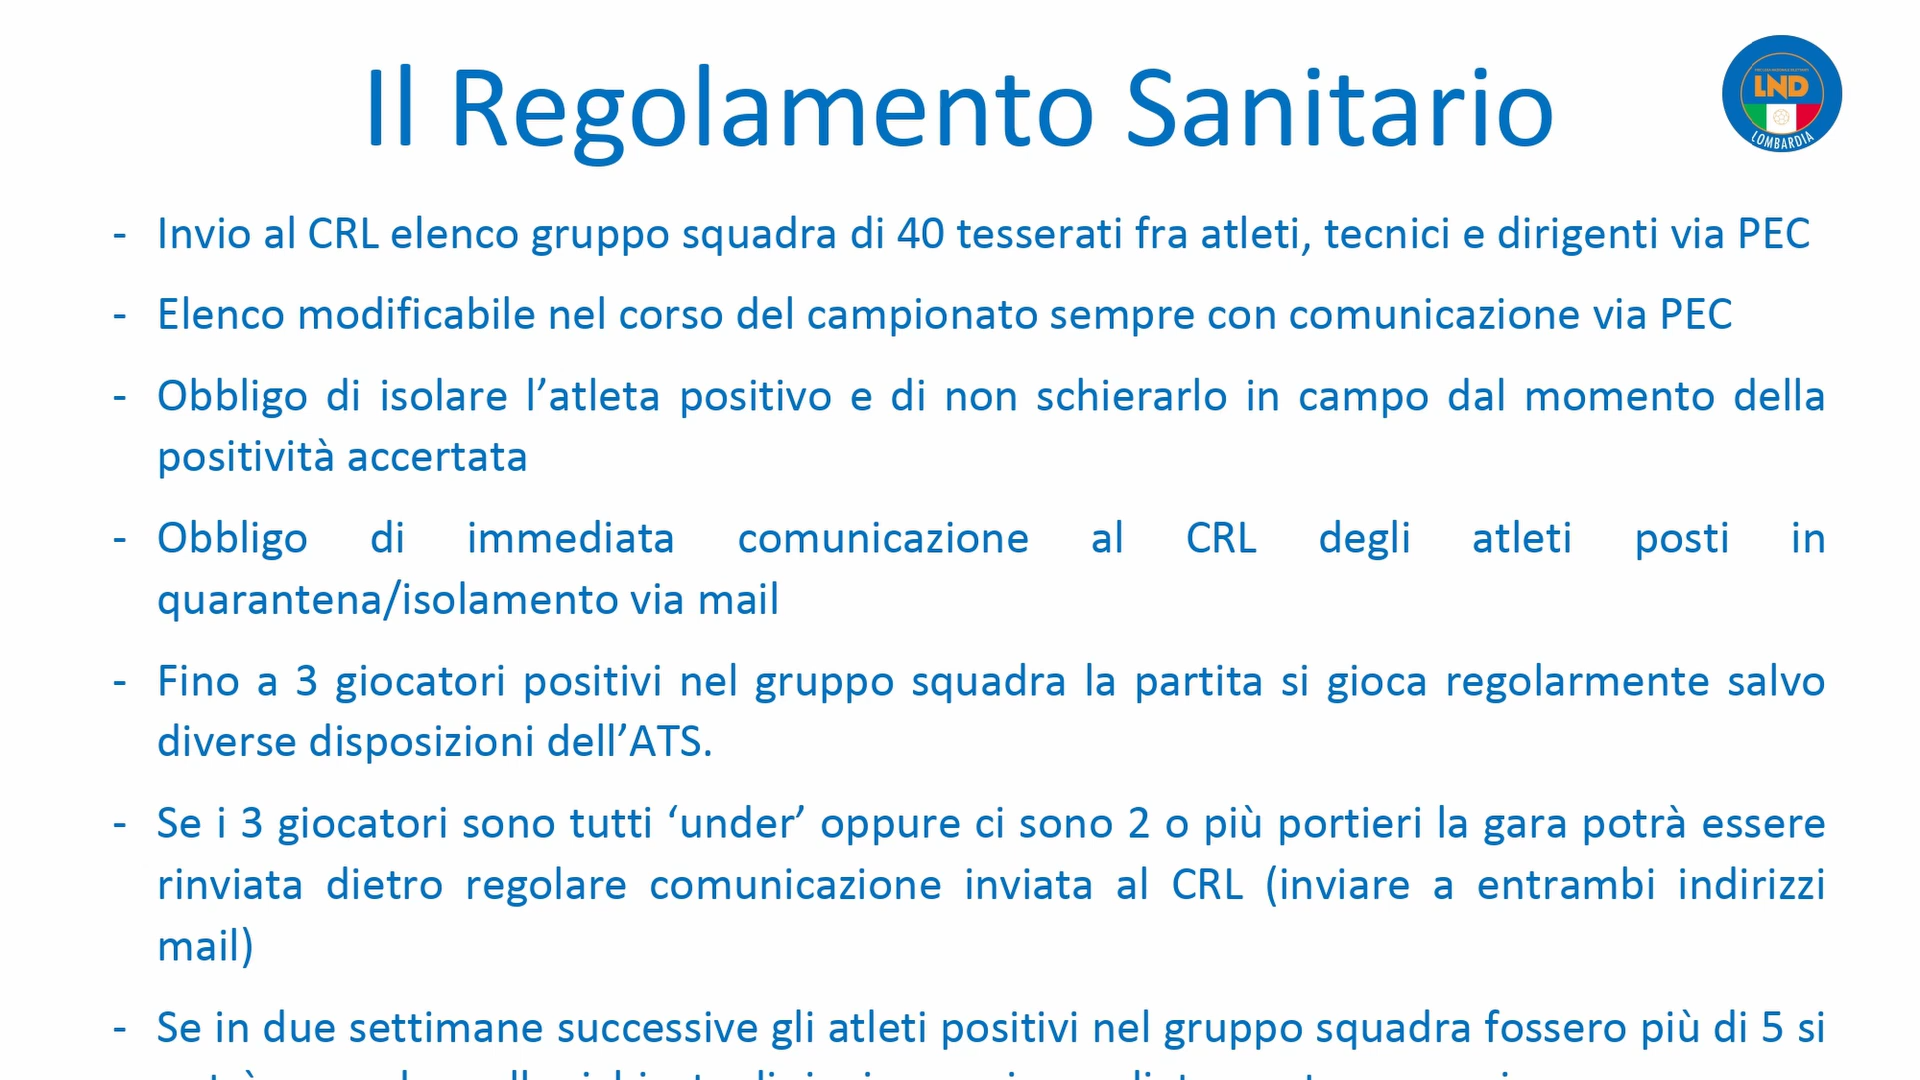 Il Regolamento Sanitario
LND
LOMBARDIA
- Invio al CRL elenco gruppo squadra di 40 tesserati fra atleti, tecnici e dirigenti via PEC
- Elenco modificabile nel corso del campionato sempre con comunicazione via PEC
- Obbligo di isolare l’atleta positivo e di non schierarlo in campo dal momento della
positività accertata
- Obbligo di immediata comunicazione al CRL degli atleti posti in
quarantena/isolamento via mail
- Fino a 3 giocatori positivi nel gruppo squadra la partita si gioca regolarmente salvo
diverse disposizioni dell’ATS.
- Se i 3 giocatori sono tutti ‘under’ oppure ci sono 2 o più portieri la gara potrà essere
rinviata dietro regolare comunicazione inviata al CRL (inviare a entrambi indirizzi
mail)
- Se in due settimane successive gli atleti positivi nel gruppo squadra fossero più di 5 si